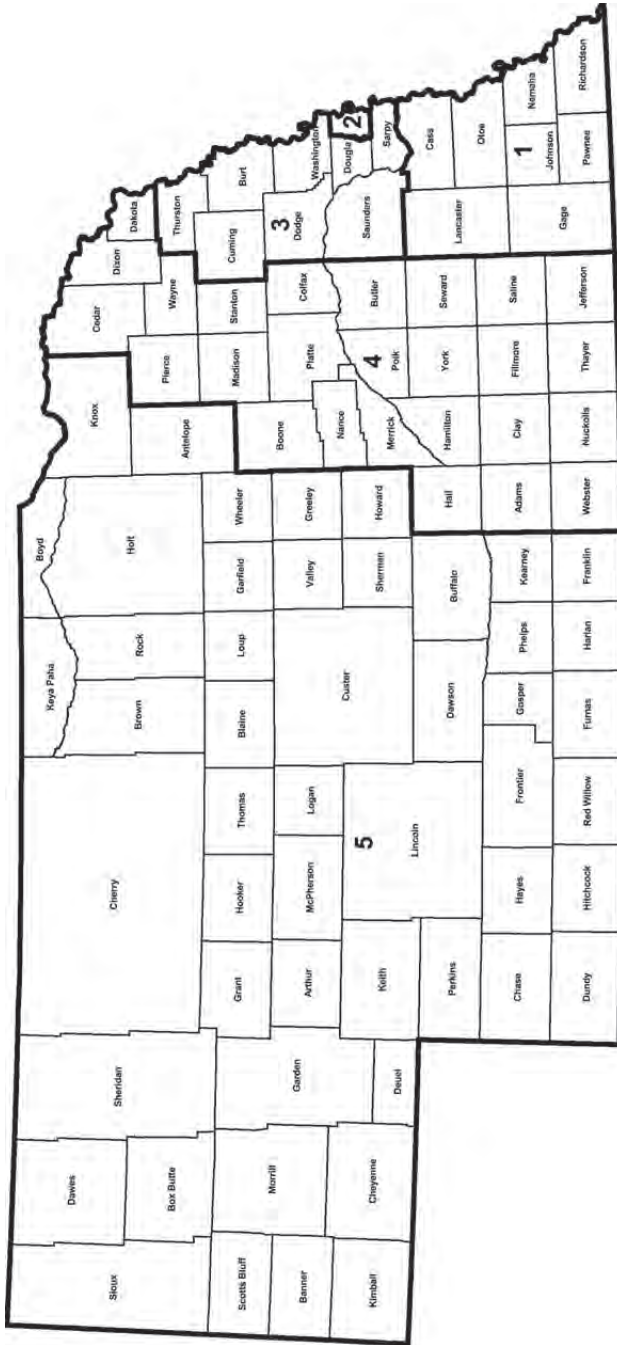 Sioux
Dawes
Sheridan
Cherry
Keya Paha
Boyd
Knox
Cedar
Dixon
Dakota
Box Butte
Brown
Rock
Holt
Antelope
Pierce
Wayne
Thurston
Scotts Bluff
Morrill
Garden
Grant
Hooker
Thomas
Blaine
Loup
Garfield
Wheeler
Boone
Madison
Stanton
Cuming
Burt
Banner
Arthur
McPherson
Logan
Custer
Valley
Greeley
Nance
Platte
Colfax
3
Dodge
Washington
Kimball
Cheyenne
Deuel
Keith
5
Lincoln
Sherman
Howard
Merrick
4
Polk
Butler
Saunders
Dougla
2
Sarpy
Perkins
Dawson
Buffalo
Hall
Hamilton
York
Seward
Lancaster
Cass
Otoe
Chase
Hayes
Frontier
Gosper
Phelps
Kearney
Adams
Clay
Fillmore
Saline
Gage
1
Johnson
Nemaha
Dundy
Hitchcock
Red Willow
Furnas
Harlan
Franklin
Webster
Nuckolls
Thayer
Jefferson
Pawnee
Richardson